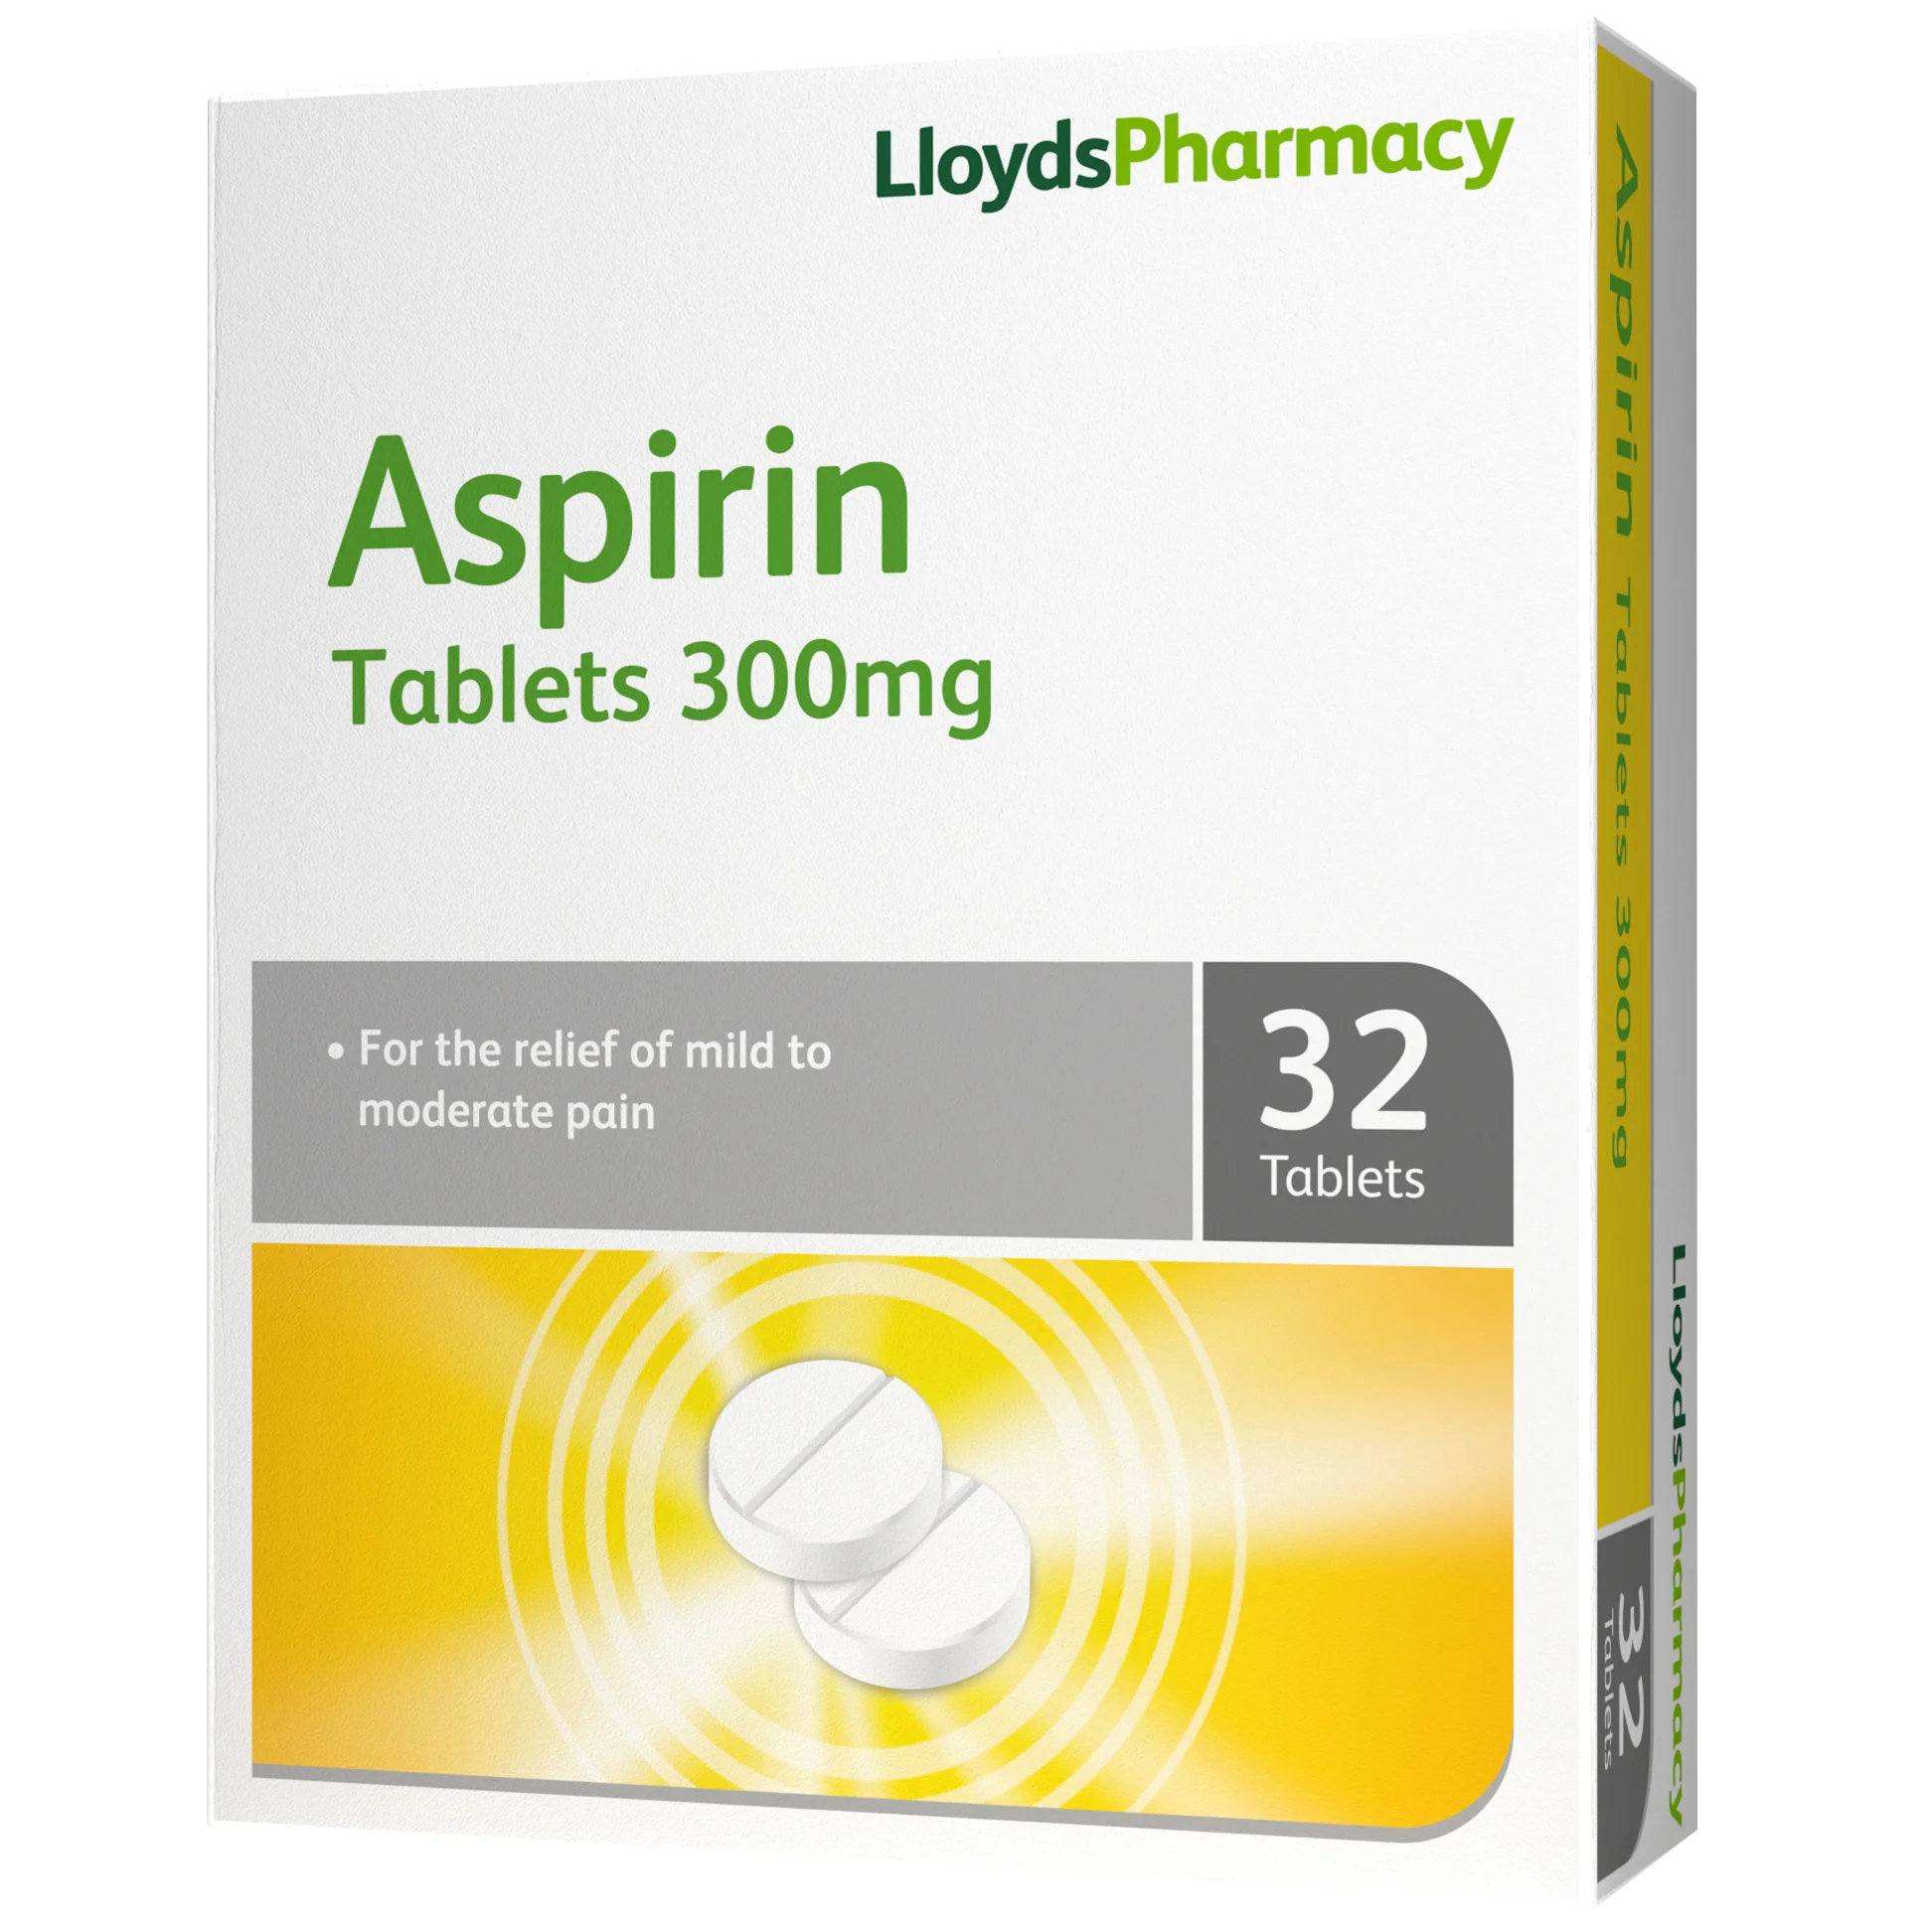 LloydsPharmacy
Aspirin
Tablets 300mg
• For the relief of mild to
moderate pain
32
Tablets
Aspirin Tablets 300mg
32
Tablets
LloydsPharmacy